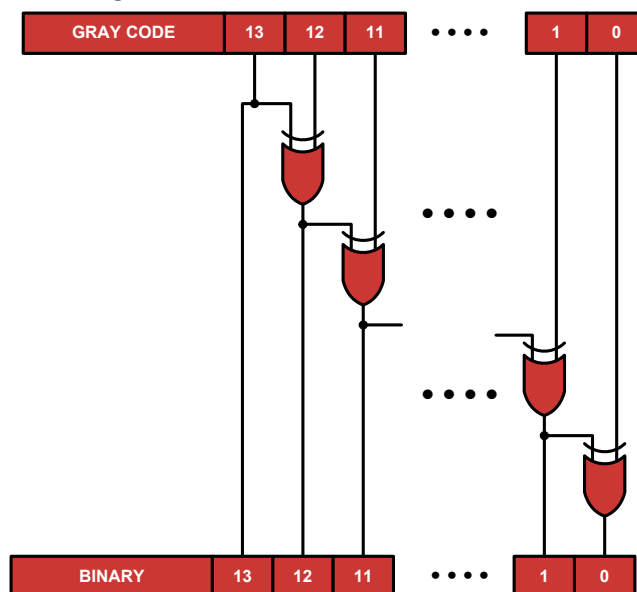 GRAY CODE 13 12 11 •••• 1 0
BINARY 13 12 11 •••• 1 0